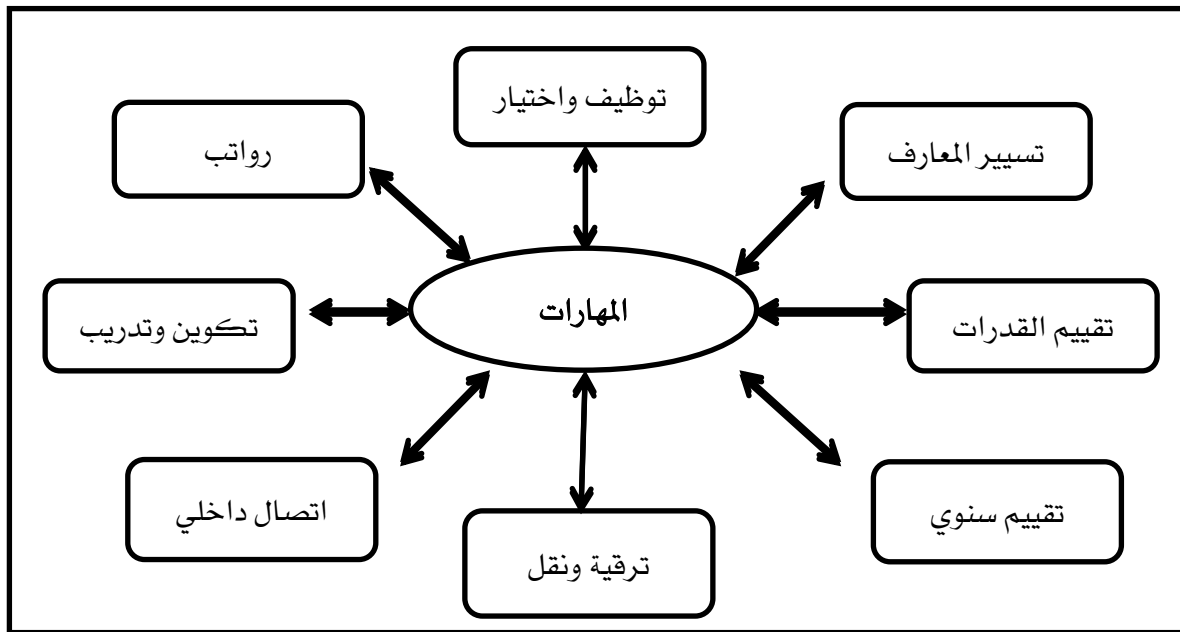 توظيف واختيار
تسيير المعارف
رواتب
المهارات
تقييم القدرات
تكوين وتدريب
تقييم سنوي
اتصال داخلي
ترقية ونقل